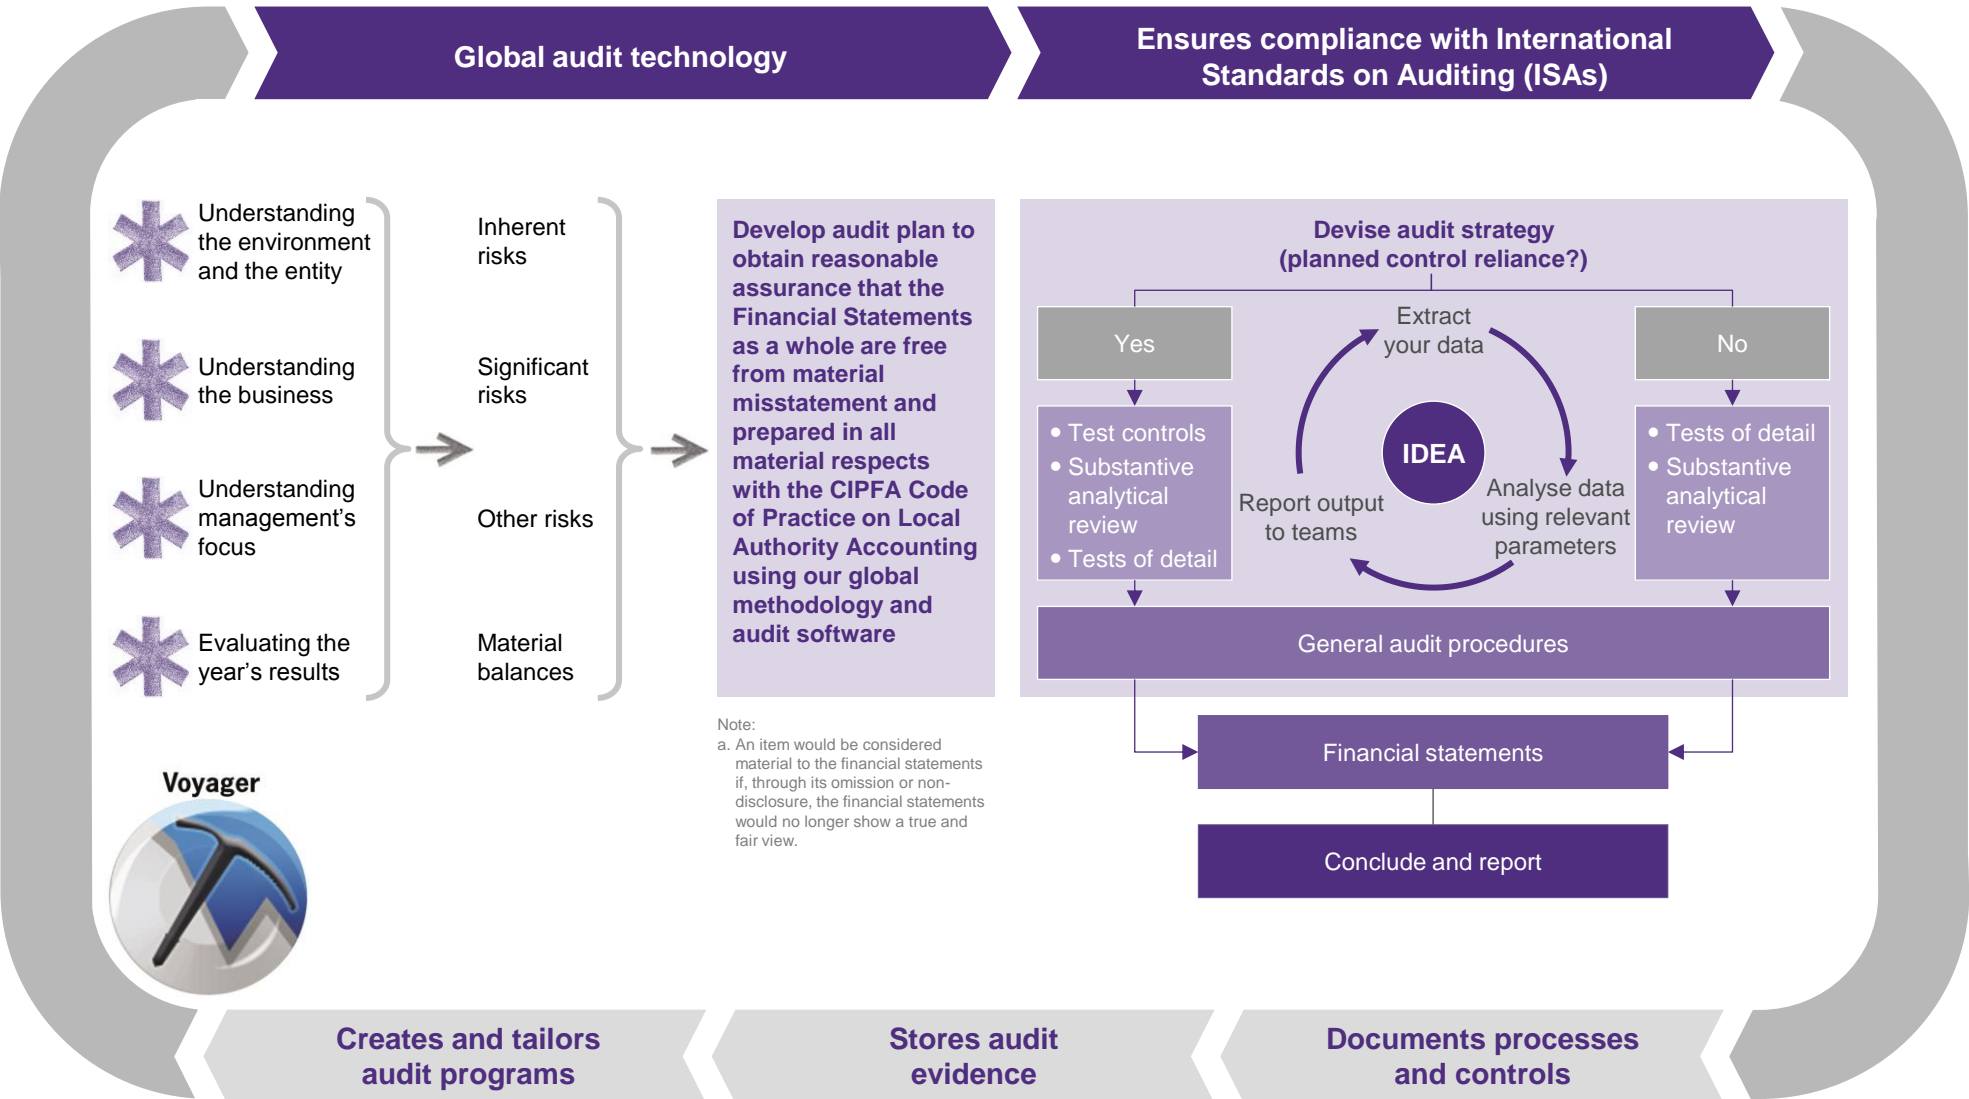 Global audit technology
Ensures compliance with International
Standards on Auditing (ISAs)
Understanding
the environment
and the entity
Understanding
the business
Understanding
management's
focus
Evaluating the
year's results
Inherent
risks
Significant
risks
Other risks
Material
balances
Develop audit plan to
obtain reasonable
assurance that the
Financial Statements
as a whole are free
from material
misstatement and
prepared in all
material respects
with the CIPFA Code
of Practice on Local
Authority Accounting
using our global
methodology and
audit software
Note:
a. An item would be considered
material to the financial statements
if, through its omission or non-
disclosure, the financial statements
would no longer show a true and
fair view.
Devise audit strategy
(planned control reliance?)
Yes
• Test controls
• Substantive
analytical
review
• Tests of detail
Extract
your data
IDEA
Analyse data
using relevant
parameters
Report output
to teams
No
• Tests of detail
• Substantive
analytical
review
General audit procedures
Financial statements
Conclude and report
Voyager
Creates and tailors
audit programs
Stores audit
evidence
Documents processes
and controls